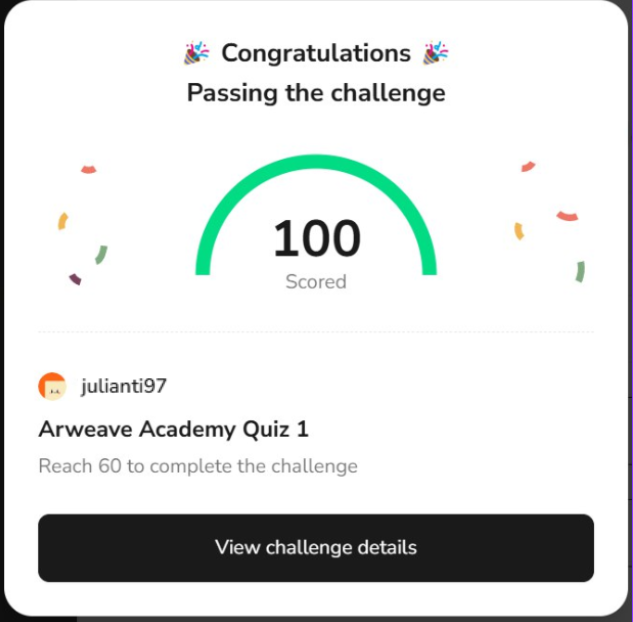 🎉 Congratulations 🎉
Passing the challenge
100
Scored
julianti97
Arweave Academy Quiz 1
Reach 60 to complete the challenge
View challenge details